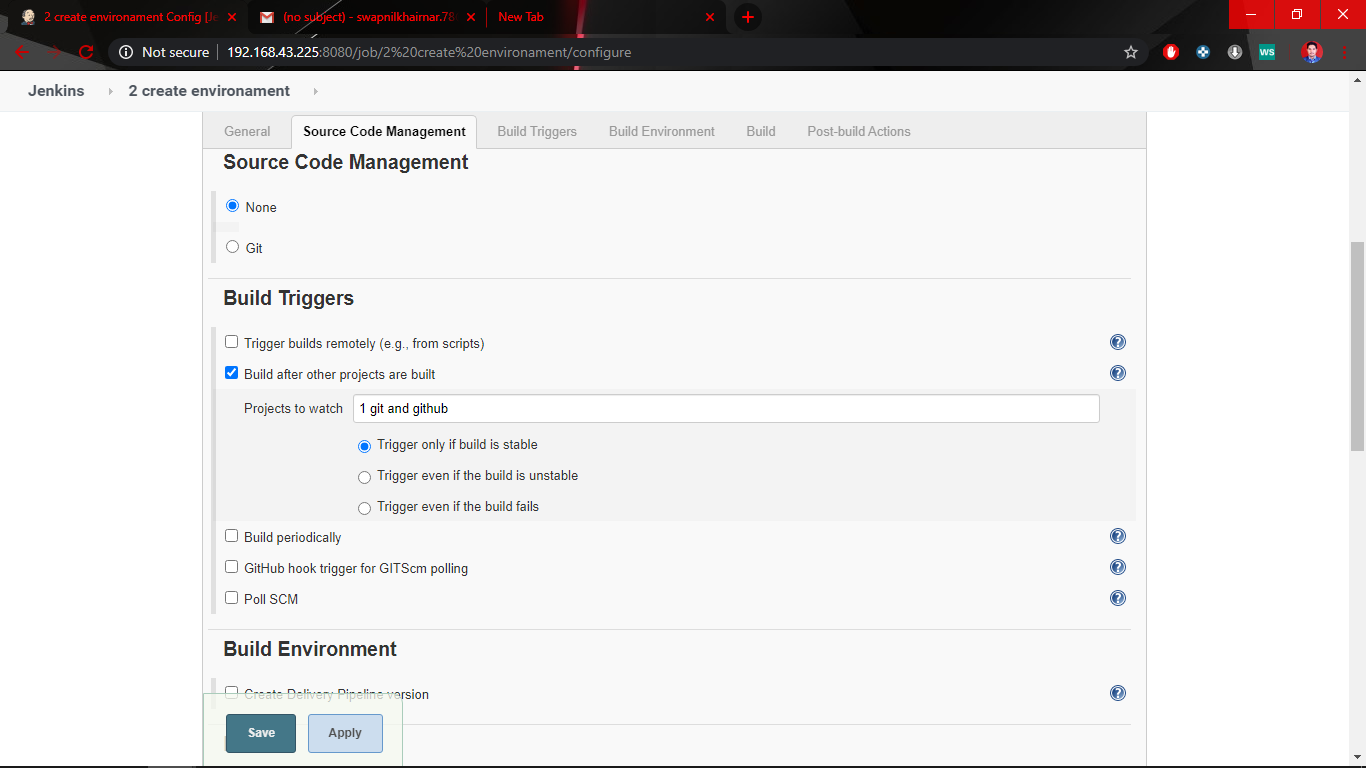 2 create environament Config [Je
(no subject) - swapnilkhairnar.78
New Tab
Not secure
192.168.43.225:8080/job/2%20create%20environament/configure
WS
Jenkins
2 create environament
General
Source Code Management
Build Triggers
Build Environment
Build
Post-build Actions
Source Code Management
None
Git
Build Triggers
Trigger builds remotely (e.g., from scripts)
Build after other projects are built
Projects to watch
1 git and github
Trigger only if build is stable
Trigger even if the build is unstable
Trigger even if the build fails
Build periodically
GitHub hook trigger for GITScm polling
Poll SCM
Build Environment
Create Delivery Pipeline version
Save
Apply